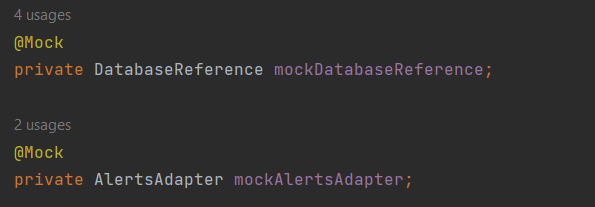 4 usages
@Mock
private DatabaseReference mockDatabaseReference;
2 usages
@Mock
private AlertsAdapter mockAlertsAdapter;